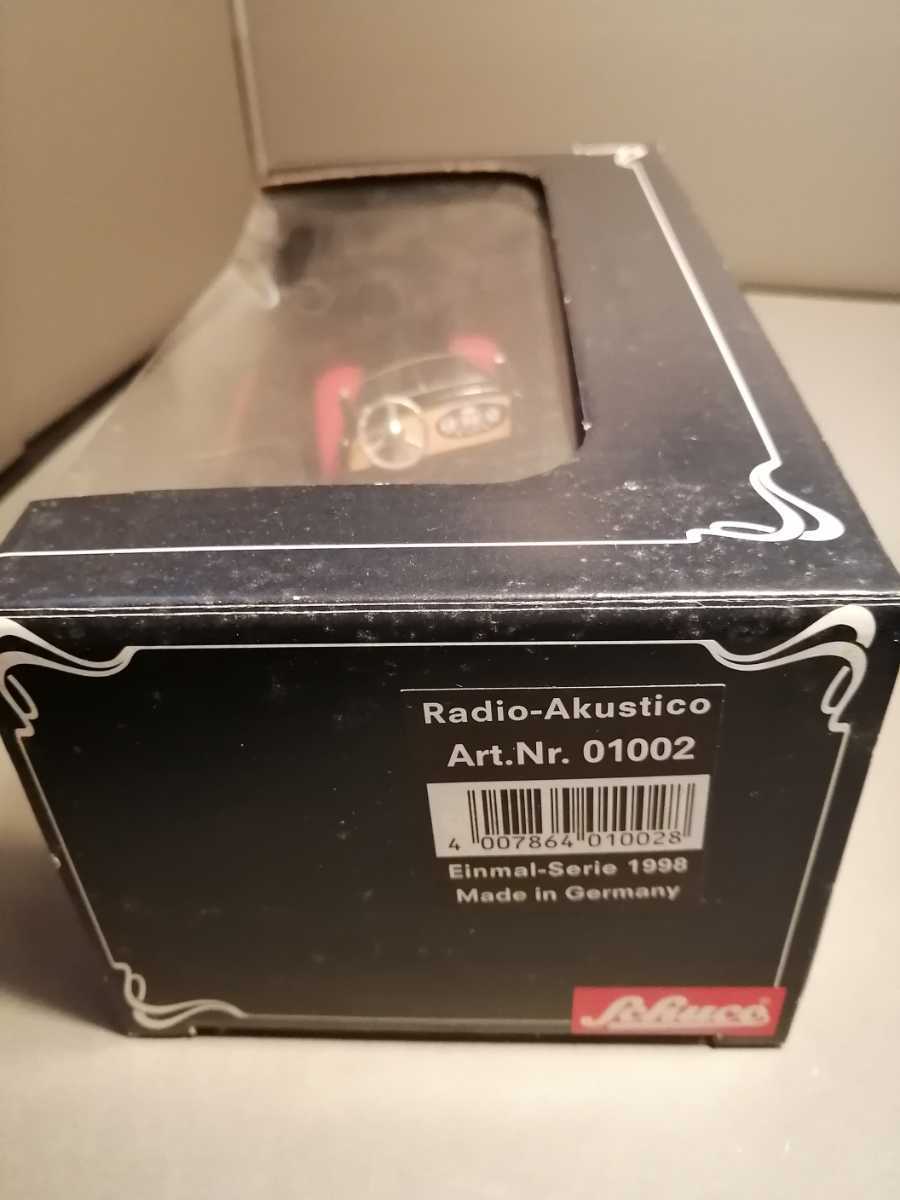 Radio-Akustico
Art.Nr. 01002
4 007864 010028
Einmal-Serie 1998
Made in Germany
Schuco®